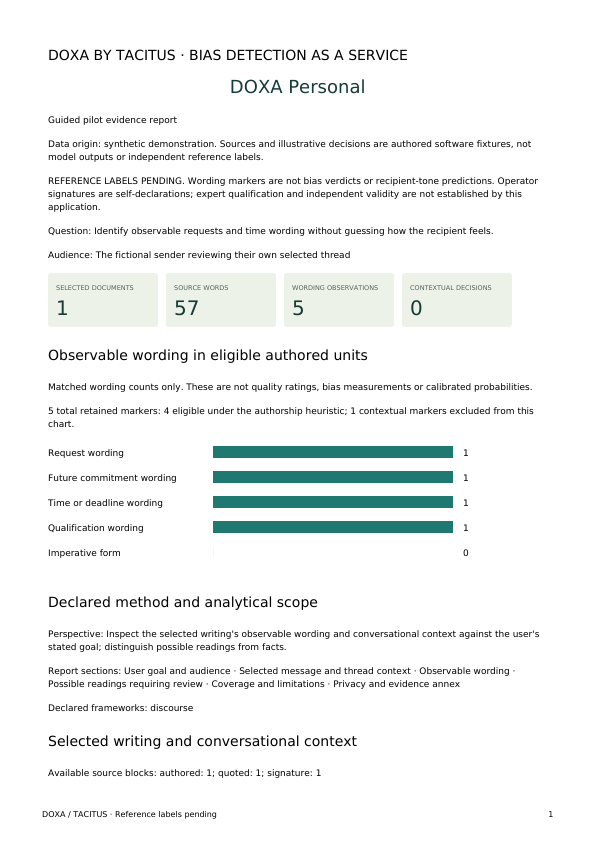 DOXA BY TACITUS · BIAS DETECTION AS A SERVICE
DOXA Personal
Guided pilot evidence report
Data origin: synthetic demonstration. Sources and illustrative decisions are authored software fixtures, not
model outputs or independent reference labels.
REFERENCE LABELS PENDING. Wording markers are not bias verdicts or recipient-tone predictions. Operator
signatures are self-declarations; expert qualification and independent validity are not established by this
application.
Question: Identify observable requests and time wording without guessing how the recipient feels.
Audience: The fictional sender reviewing their own selected thread
SELECTED DOCUMENTS
1
SOURCE WORDS
57
WORDING OBSERVATIONS
5
CONTEXTUAL DECISIONS
0
Observable wording in eligible authored units
Matched wording counts only. These are not quality ratings, bias measurements or calibrated probabilities.
5 total retained markers: 4 eligible under the authorship heuristic; 1 contextual markers excluded from this
chart.
Request wording 1
Future commitment wording 1
Time or deadline wording 1
Qualification wording 1
Imperative form 0
Declared method and analytical scope
Perspective: Inspect the selected writing's observable wording and conversational context against the user's
stated goal; distinguish possible readings from facts.
Report sections: User goal and audience · Selected message and thread context · Observable wording ·
Possible readings requiring review · Coverage and limitations · Privacy and evidence annex
Declared frameworks: discourse
Selected writing and conversational context
Available source blocks: authored: 1; quoted: 1; signature: 1
DOXA / TACITUS · Reference labels pending 1